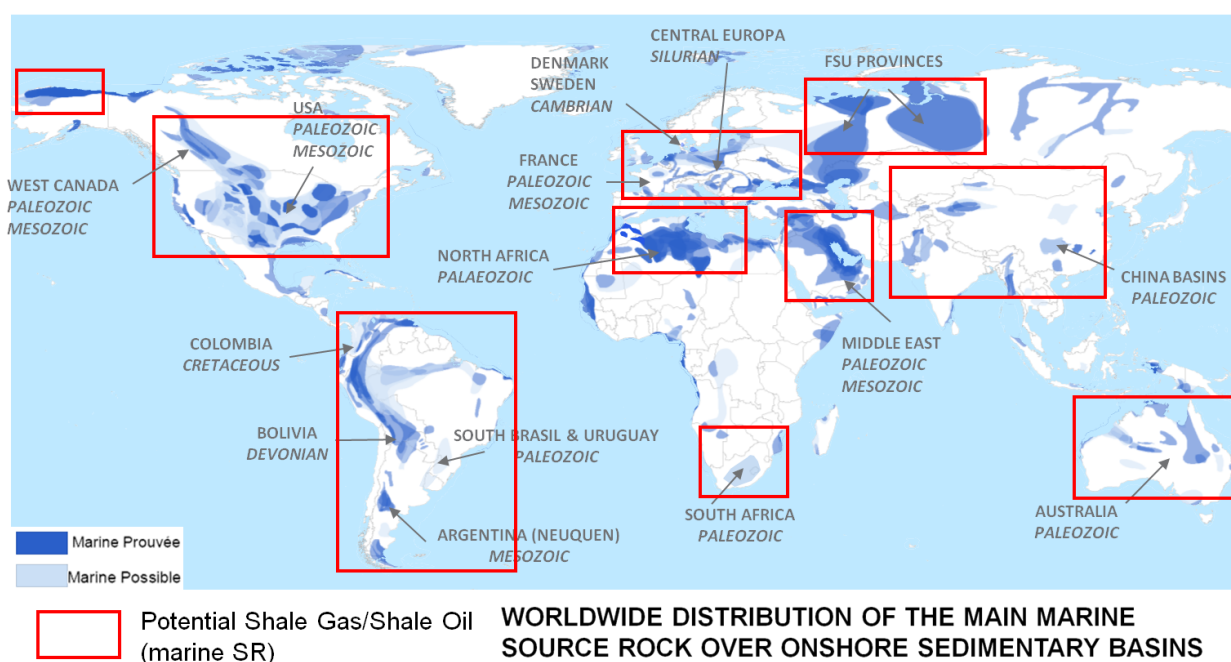 CENTRAL EUROPA
SILURIAN
DENMARK
SWEDEN
CAMBRIAN
FSU PROVINCES
USA
PALEOZOIC
MESOZOIC
WEST CANADA
PALEOZOIC
MESOZOIC
FRANCE
PALEOZOIC
MESOZOIC
NORTH AFRICA
PALAEOZOIC
CHINA BASINS
PALEOZOIC
COLOMBIA
CRETACEOUS
MIDDLE EAST
PALEOZOIC
MESOZOIC
BOLIVIA
DEVONIAN
SOUTH BRASIL & URUGUAY
PALEOZOIC
SOUTH AFRICA
PALEOZOIC
AUSTRALIA
PALEOZOIC
ARGENTINA (NEUQUEN)
MESOZOIC
Marine Prouvée
Marine Possible
Potential Shale Gas/Shale Oil
(marine SR)
WORLDWIDE DISTRIBUTION OF THE MAIN MARINE
SOURCE ROCK OVER ONSHORE SEDIMENTARY BASINS